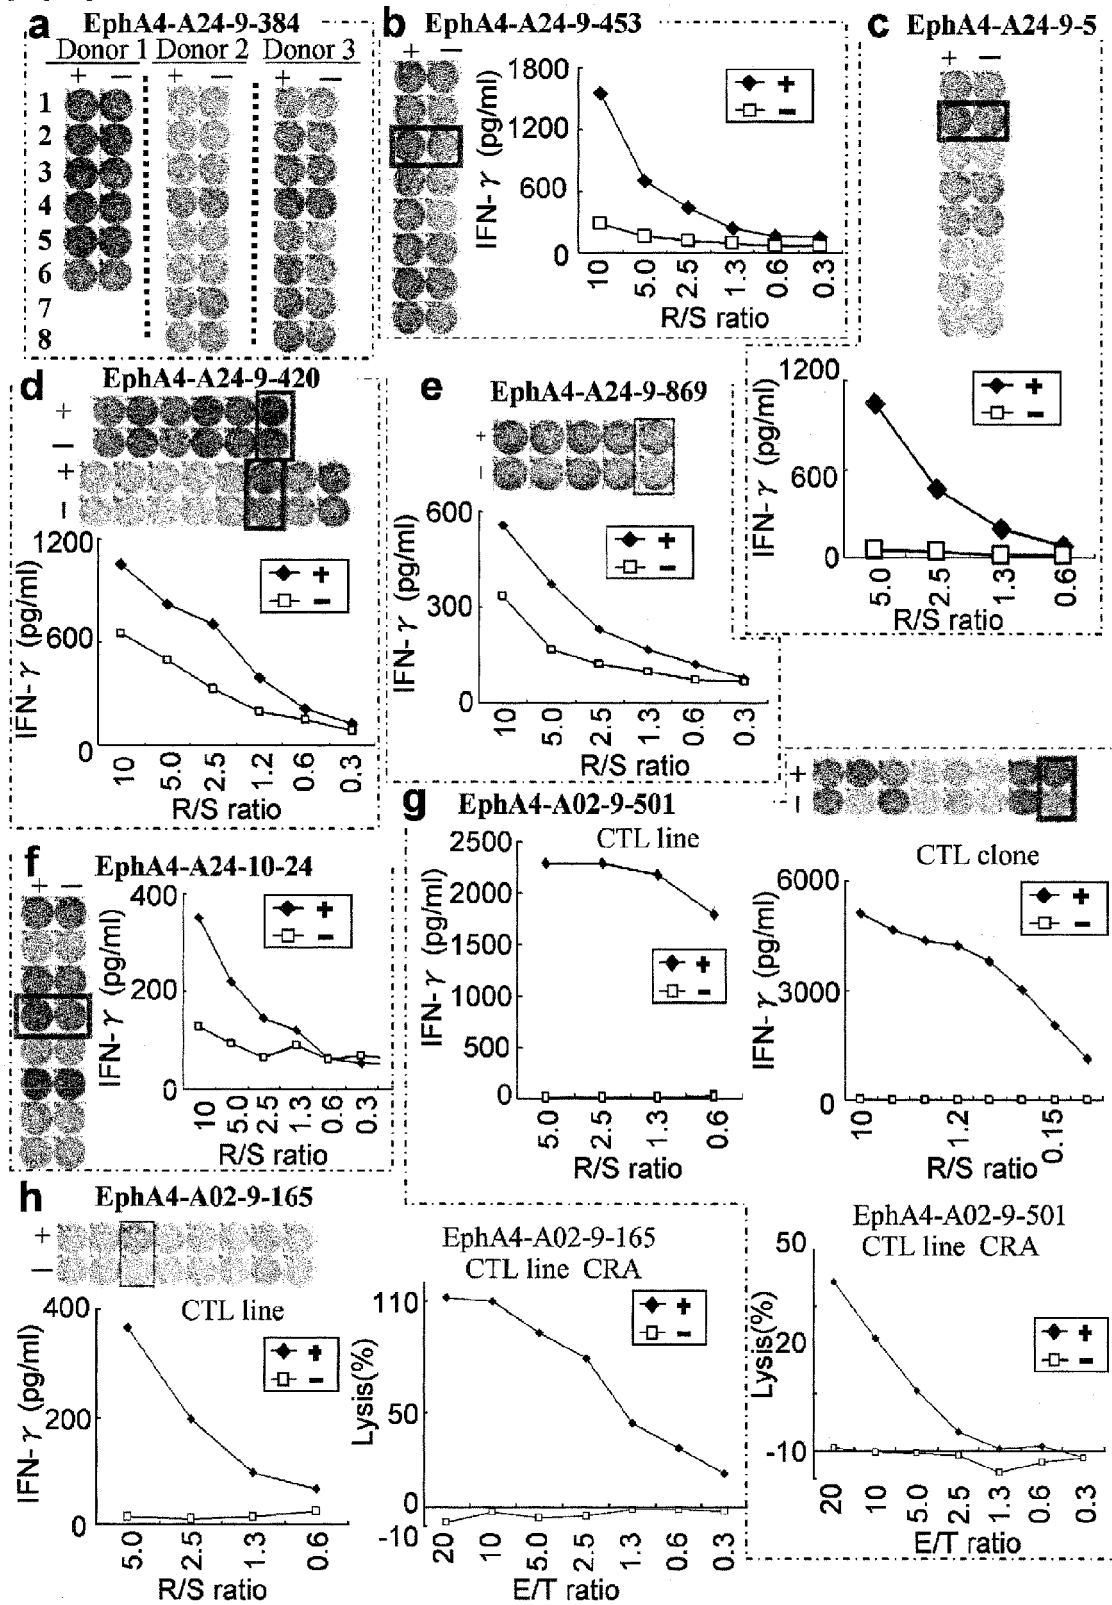 a EphA4-A24-9-384
Donor 1 Donor 2 Donor 3
+ − + − + −
1
2
3
4
5
6
7
8
b EphA4-A24-9-453
+ −
IFN-γ (pg/ml)
1800
1200
600
0
+
−
10 5.0 2.5 1.3 0.6 0.3
R/S ratio
c EphA4-A24-9-5
+ −
IFN-γ (pg/ml)
1200
600
0
+
−
5.0 2.5 1.3 0.6
R/S ratio
d EphA4-A24-9-420
+
−
+
−
IFN-γ (pg/ml)
1200
600
0
+
−
10 5.0 2.5 1.2 0.6 0.3
R/S ratio
e EphA4-A24-9-869
+
−
IFN-γ (pg/ml)
600
300
0
+
−
10 5.0 2.5 1.3 0.6 0.3
R/S ratio
f EphA4-A24-10-24
+ −
IFN-γ (pg/ml)
400
200
0
+
−
10 5.0 2.5 1.3 0.6 0.3
R/S ratio
g EphA4-A02-9-501
CTL line
IFN-γ (pg/ml)
2500
2000
1500
1000
500
0
+
−
5.0 2.5 1.3 0.6
R/S ratio
+
−
CTL clone
IFN-γ (pg/ml)
6000
3000
0
+
−
10 1.2 0.15
R/S ratio
EphA4-A02-9-501
CTL line CRA
Lysis(%)
50
20
-10
+
−
20 10 5.0 2.5 1.3 0.6 0.3
E/T ratio
h EphA4-A02-9-165
+
−
CTL line
IFN-γ (pg/ml)
400
200
0
+
−
5.0 2.5 1.3 0.6
R/S ratio
EphA4-A02-9-165
CTL line CRA
Lysis(%)
110
50
0
-10
+
−
20 10 5.0 2.5 1.3 0.6 0.3
E/T ratio